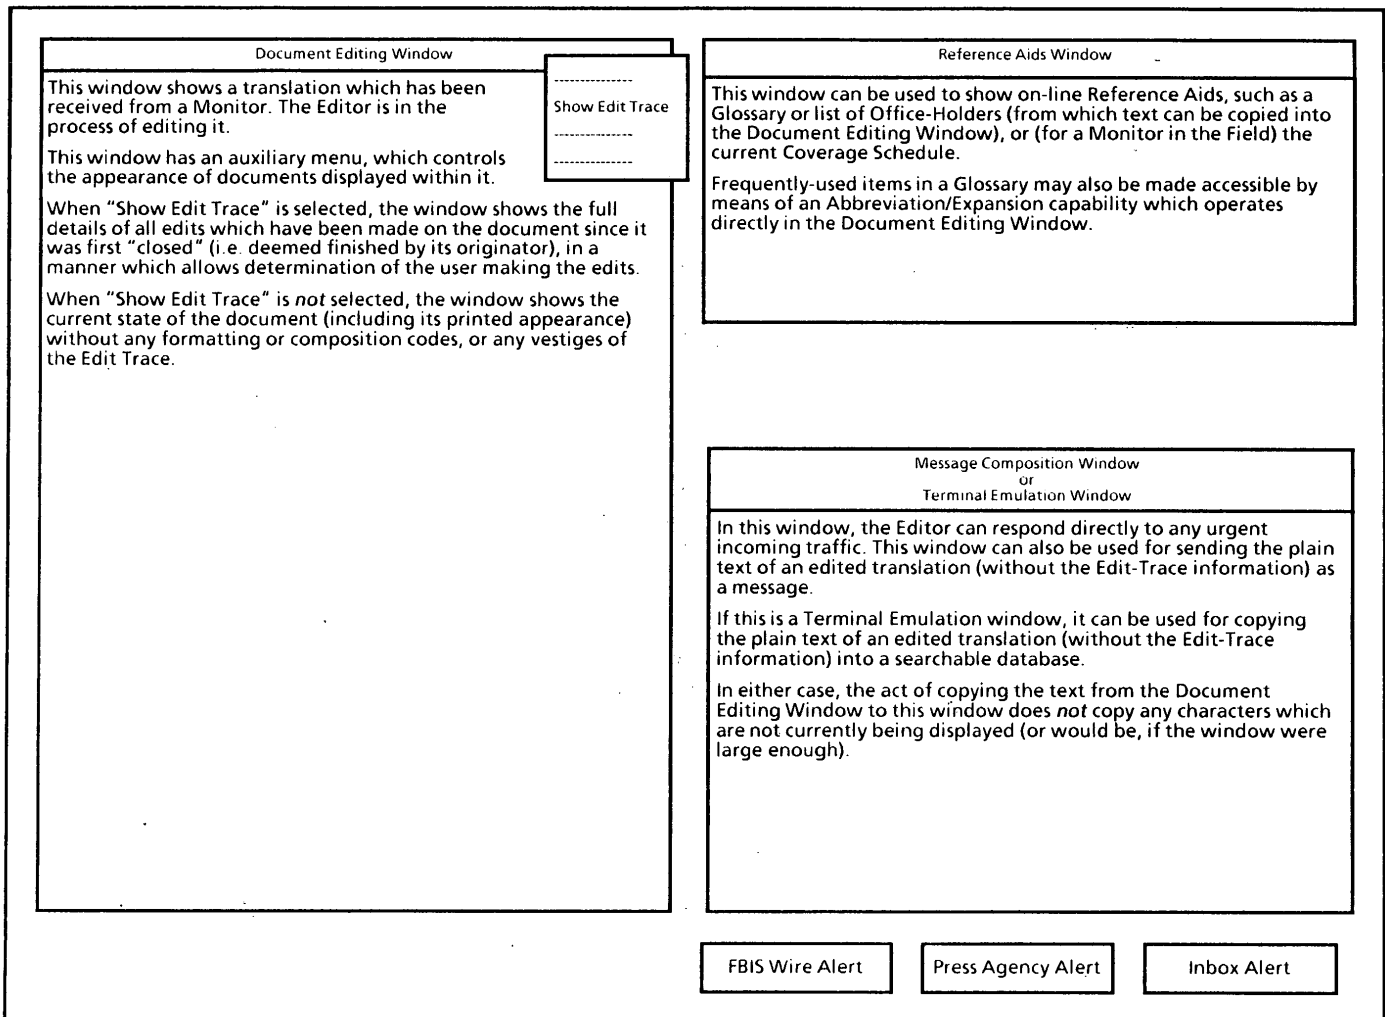 Document Editing Window
This window shows a translation which has been
received from a Monitor. The Editor is in the
process of editing it.
This window has an auxiliary menu, which controls
the appearance of documents displayed within it.
When "Show Edit Trace" is selected, the window shows the full
details of all edits which have been made on the document since it
was first "closed" (i.e. deemed finished by its originator), in a
manner which allows determination of the user making the edits.
When "Show Edit Trace" is not selected, the window shows the
current state of the document (including its printed appearance)
without any formatting or composition codes, or any vestiges of
the Edit Trace.
---------------
Show Edit Trace
---------------
---------------
Reference Aids Window
This window can be used to show on-line Reference Aids, such as a
Glossary or list of Office-Holders (from which text can be copied into
the Document Editing Window), or (for a Monitor in the Field) the
current Coverage Schedule.
Frequently-used items in a Glossary may also be made accessible by
means of an Abbreviation/Expansion capability which operates
directly in the Document Editing Window.
Message Composition Window
or
Terminal Emulation Window
In this window, the Editor can respond directly to any urgent
incoming traffic. This window can also be used for sending the plain
text of an edited translation (without the Edit-Trace information) as
a message.
If this is a Terminal Emulation window, it can be used for copying
the plain text of an edited translation (without the Edit-Trace
information) into a searchable database.
In either case, the act of copying the text from the Document
Editing Window to this window does not copy any characters which
are not currently being displayed (or would be, if the window were
large enough).
FBIS Wire Alert
Press Agency Alert
Inbox Alert